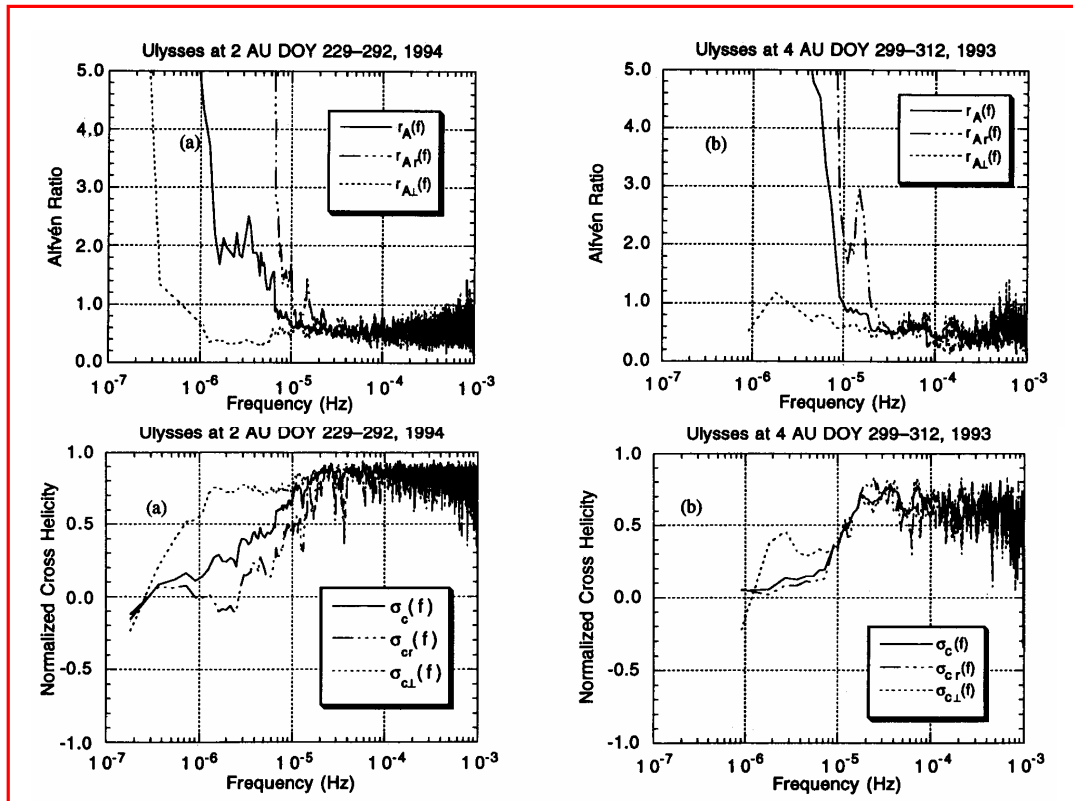 Ulysses at 2 AU DOY 229–292, 1994
5.0
4.0
3.0
2.0
1.0
0.0
Alfvén Ratio
(a)
r_A(f)
r_Ar(f)
r_A⊥(f)
10^-7
10^-6
10^-5
10^-4
10^-3
Frequency (Hz)
Ulysses at 4 AU DOY 299–312, 1993
5.0
4.0
3.0
2.0
1.0
0.0
Alfvén Ratio
(b)
r_A(f)
r_Ar(f)
r_A⊥(f)
10^-7
10^-6
10^-5
10^-4
10^-3
Frequency (Hz)
Ulysses at 2 AU DOY 229–292, 1994
1.0
0.5
0.0
-0.5
-1.0
Normalized Cross Helicity
(a)
σ_c(f)
σ_cr(f)
σ_c⊥(f)
10^-7
10^-6
10^-5
10^-4
10^-3
Frequency (Hz)
Ulysses at 4 AU DOY 299–312, 1993
1.0
0.5
0.0
-0.5
-1.0
Normalized Cross Helicity
(b)
σ_c(f)
σ_cr(f)
σ_c⊥(f)
10^-7
10^-6
10^-5
10^-4
10^-3
Frequency (Hz)